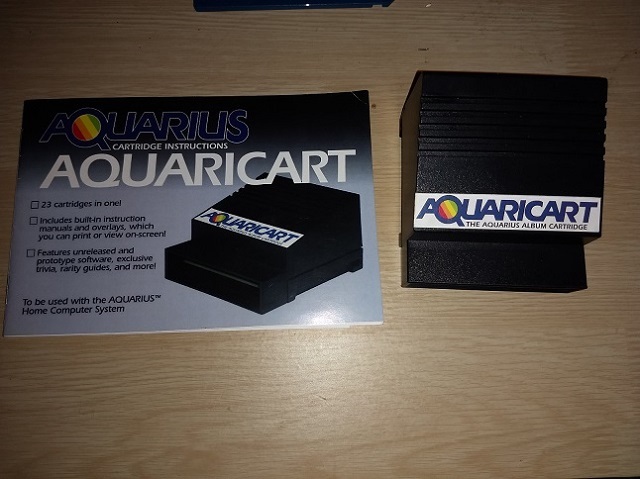 AQUARIUS
CARTRIDGE INSTRUCTIONS
AQUARICART
23 cartridges in one!
Includes built-in instruction
manuals and overlays, which
you can print or view on-screen!
Features unreleased and
prototype software, exclusive
trivia, rarity guides, and more!
To be used with the AQUARIUS™
Home Computer System
AQUARICART
AQUARICART
THE AQUARIUS ALBUM CARTRIDGE